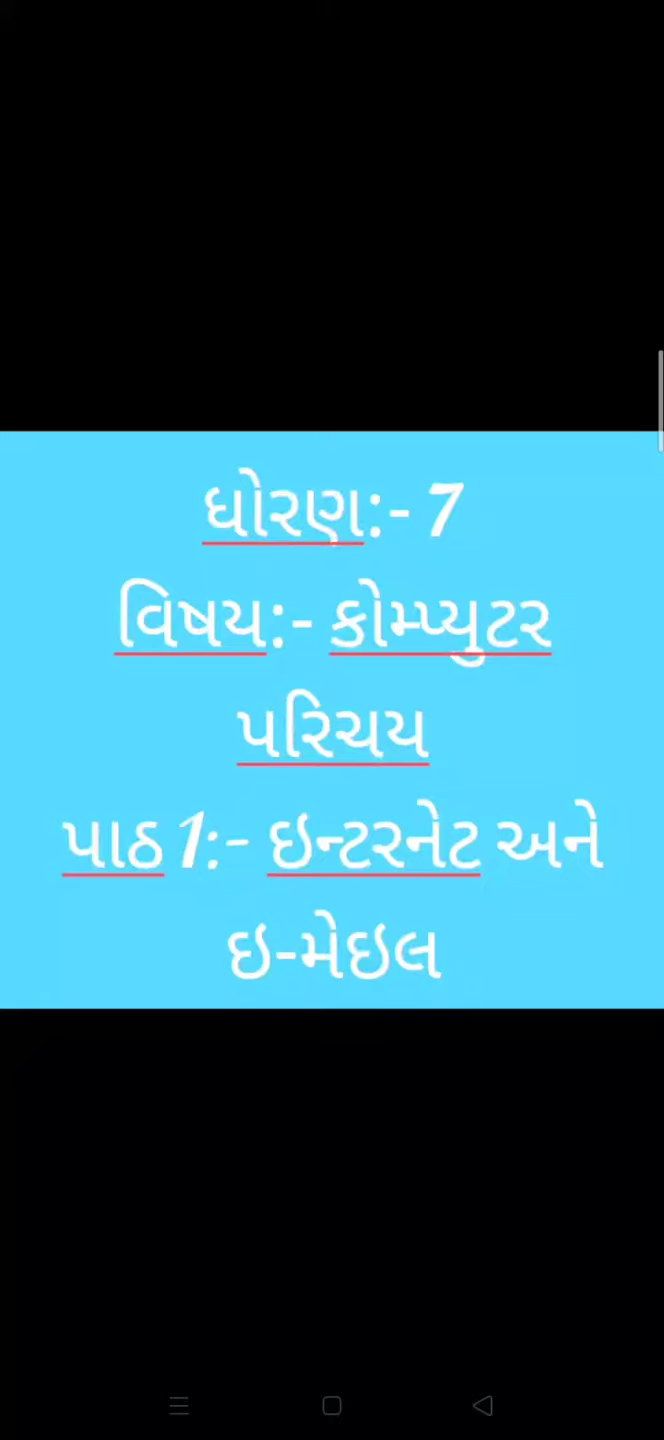 ધોરણ:- 7
વિષય:- કોમ્પ્યુટર
પરિચય
પાઠ 1:- ઇન્ટરનેટ અને
ઇ-મેઇલ